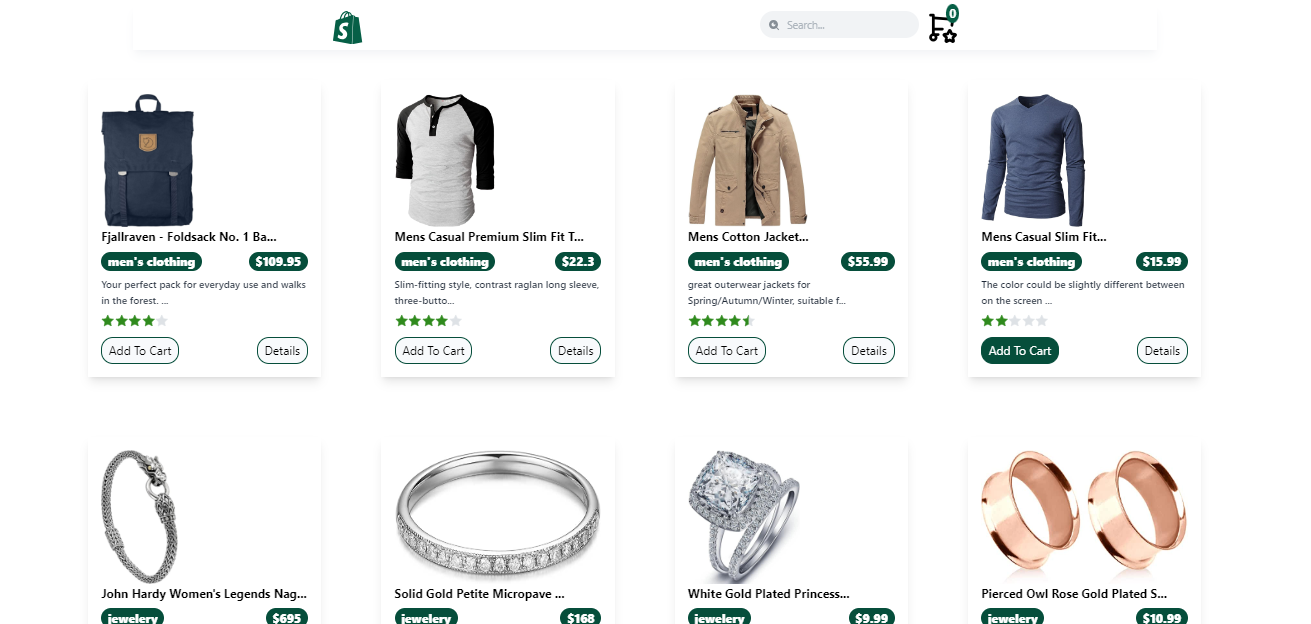 S
Search...
0
Fjallraven - Foldsack No. 1 Ba...
men's clothing $109.95
Your perfect pack for everyday use and walks
in the forest. ...
Add To Cart Details
Mens Casual Premium Slim Fit T...
men's clothing $22.3
Slim-fitting style, contrast raglan long sleeve,
three-butto...
Add To Cart Details
Mens Cotton Jacket...
men's clothing $55.99
great outerwear jackets for
Spring/Autumn/Winter, suitable f...
Add To Cart Details
Mens Casual Slim Fit...
men's clothing $15.99
The color could be slightly different between
on the screen ...
Add To Cart Details
John Hardy Women's Legends Nag...
jewelery $695
Solid Gold Petite Micropave ...
jewelery $168
White Gold Plated Princess...
jewelery $9.99
Pierced Owl Rose Gold Plated S...
jewelery $10.99